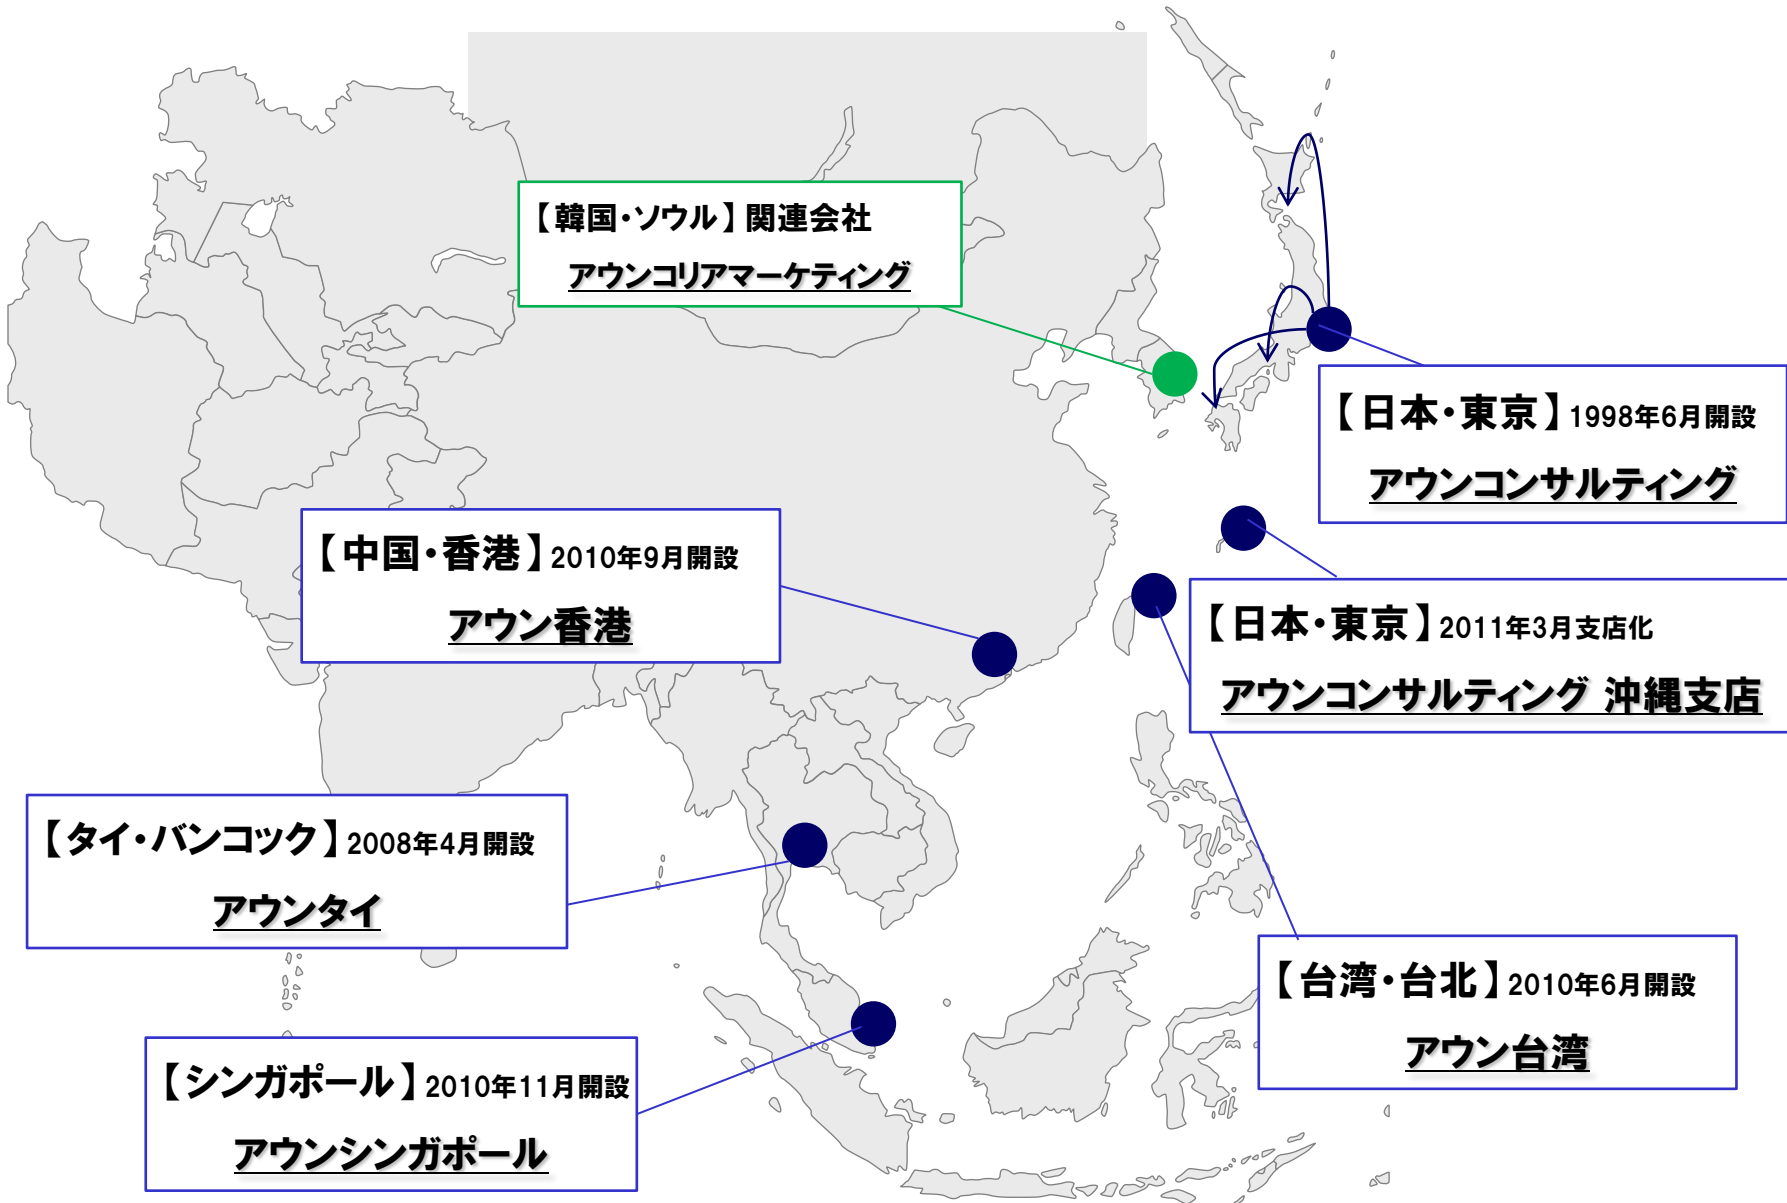 【韓国・ソウル】関連会社
アウンコリアマーケティング
【日本・東京】1998年6月開設
アウンコンサルティング
【中国・香港】2010年9月開設
アウン香港
【日本・東京】2011年3月支店化
アウンコンサルティング 沖縄支店
【タイ・バンコック】2008年4月開設
アウンタイ
【台湾・台北】2010年6月開設
アウン台湾
【シンガポール】2010年11月開設
アウンシンガポール